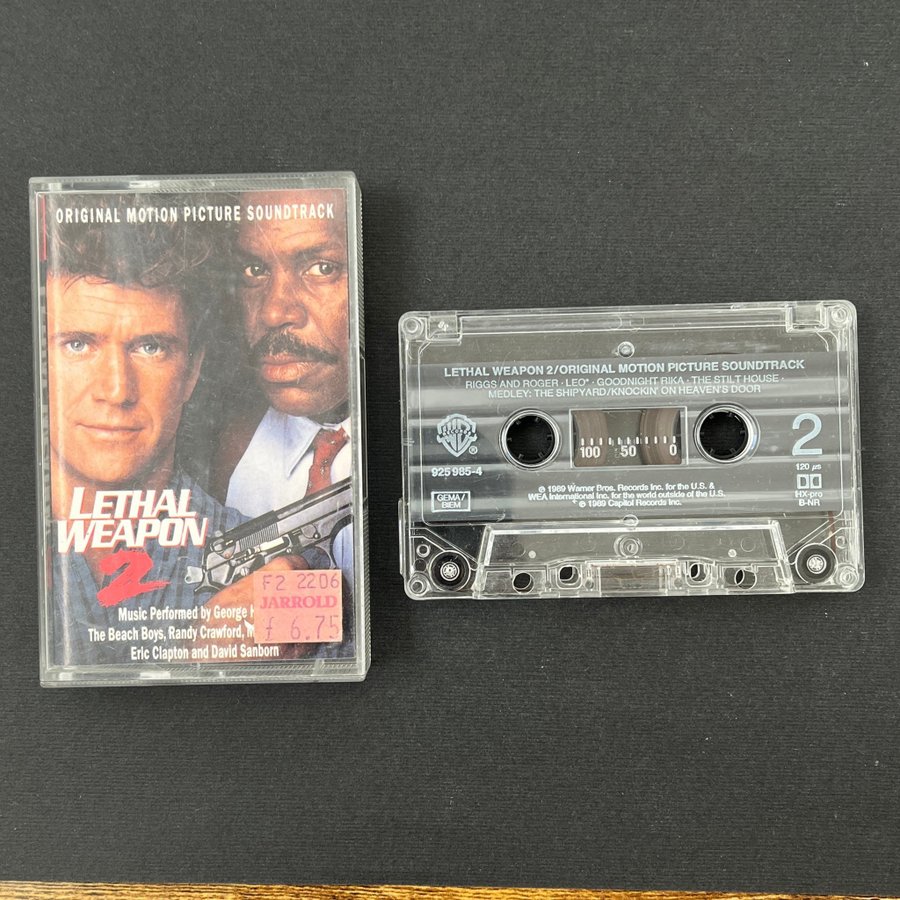 ORIGINAL MOTION PICTURE SOUNDTRACK
LETHAL
WEAPON
2
Music Performed by George
The Beach Boys, Randy Crawford,
Eric Clapton and David Sanborn
F2 2206
JARROLD
£ 6.75
LETHAL WEAPON 2/ORIGINAL MOTION PICTURE SOUNDTRACK
RIGGS AND ROGER · LEO* · GOODNIGHT RIKA · THE STILT HOUSE ·
MEDLEY: THE SHIPYARD/KNOCKIN' ON HEAVEN'S DOOR
WB
®
925 985-4
GEMA/
BIEM
100 50 0
2
120 µs
HX-pro
B-NR
℗ 1989 Warner Bros. Records Inc. for the U.S. &
WEA International Inc. for the world outside of the U.S.
* ℗ 1989 Capitol Records Inc.